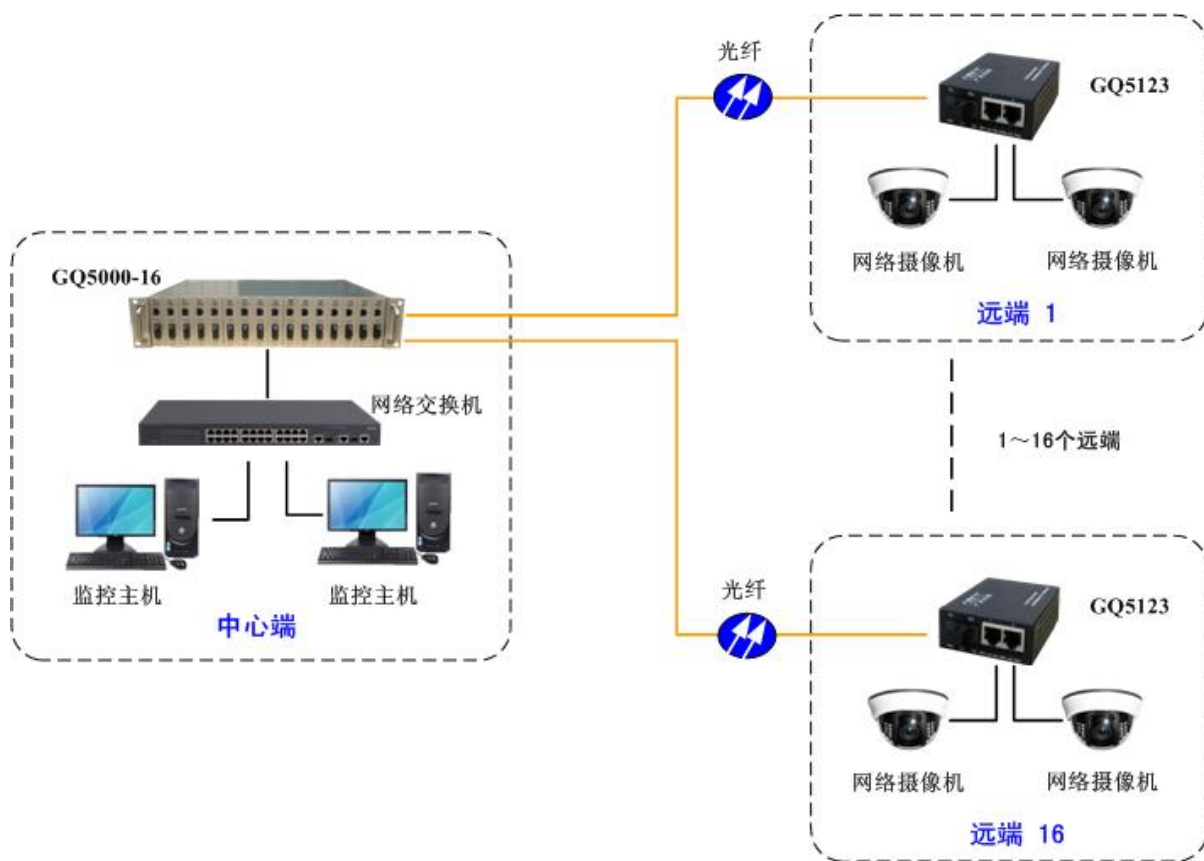 光纤
GQ5123
网络摄像机
网络摄像机
远端 1
GQ5000-16
网络交换机
监控主机
监控主机
中心端
1～16个远端
光纤
GQ5123
网络摄像机
网络摄像机
远端 16